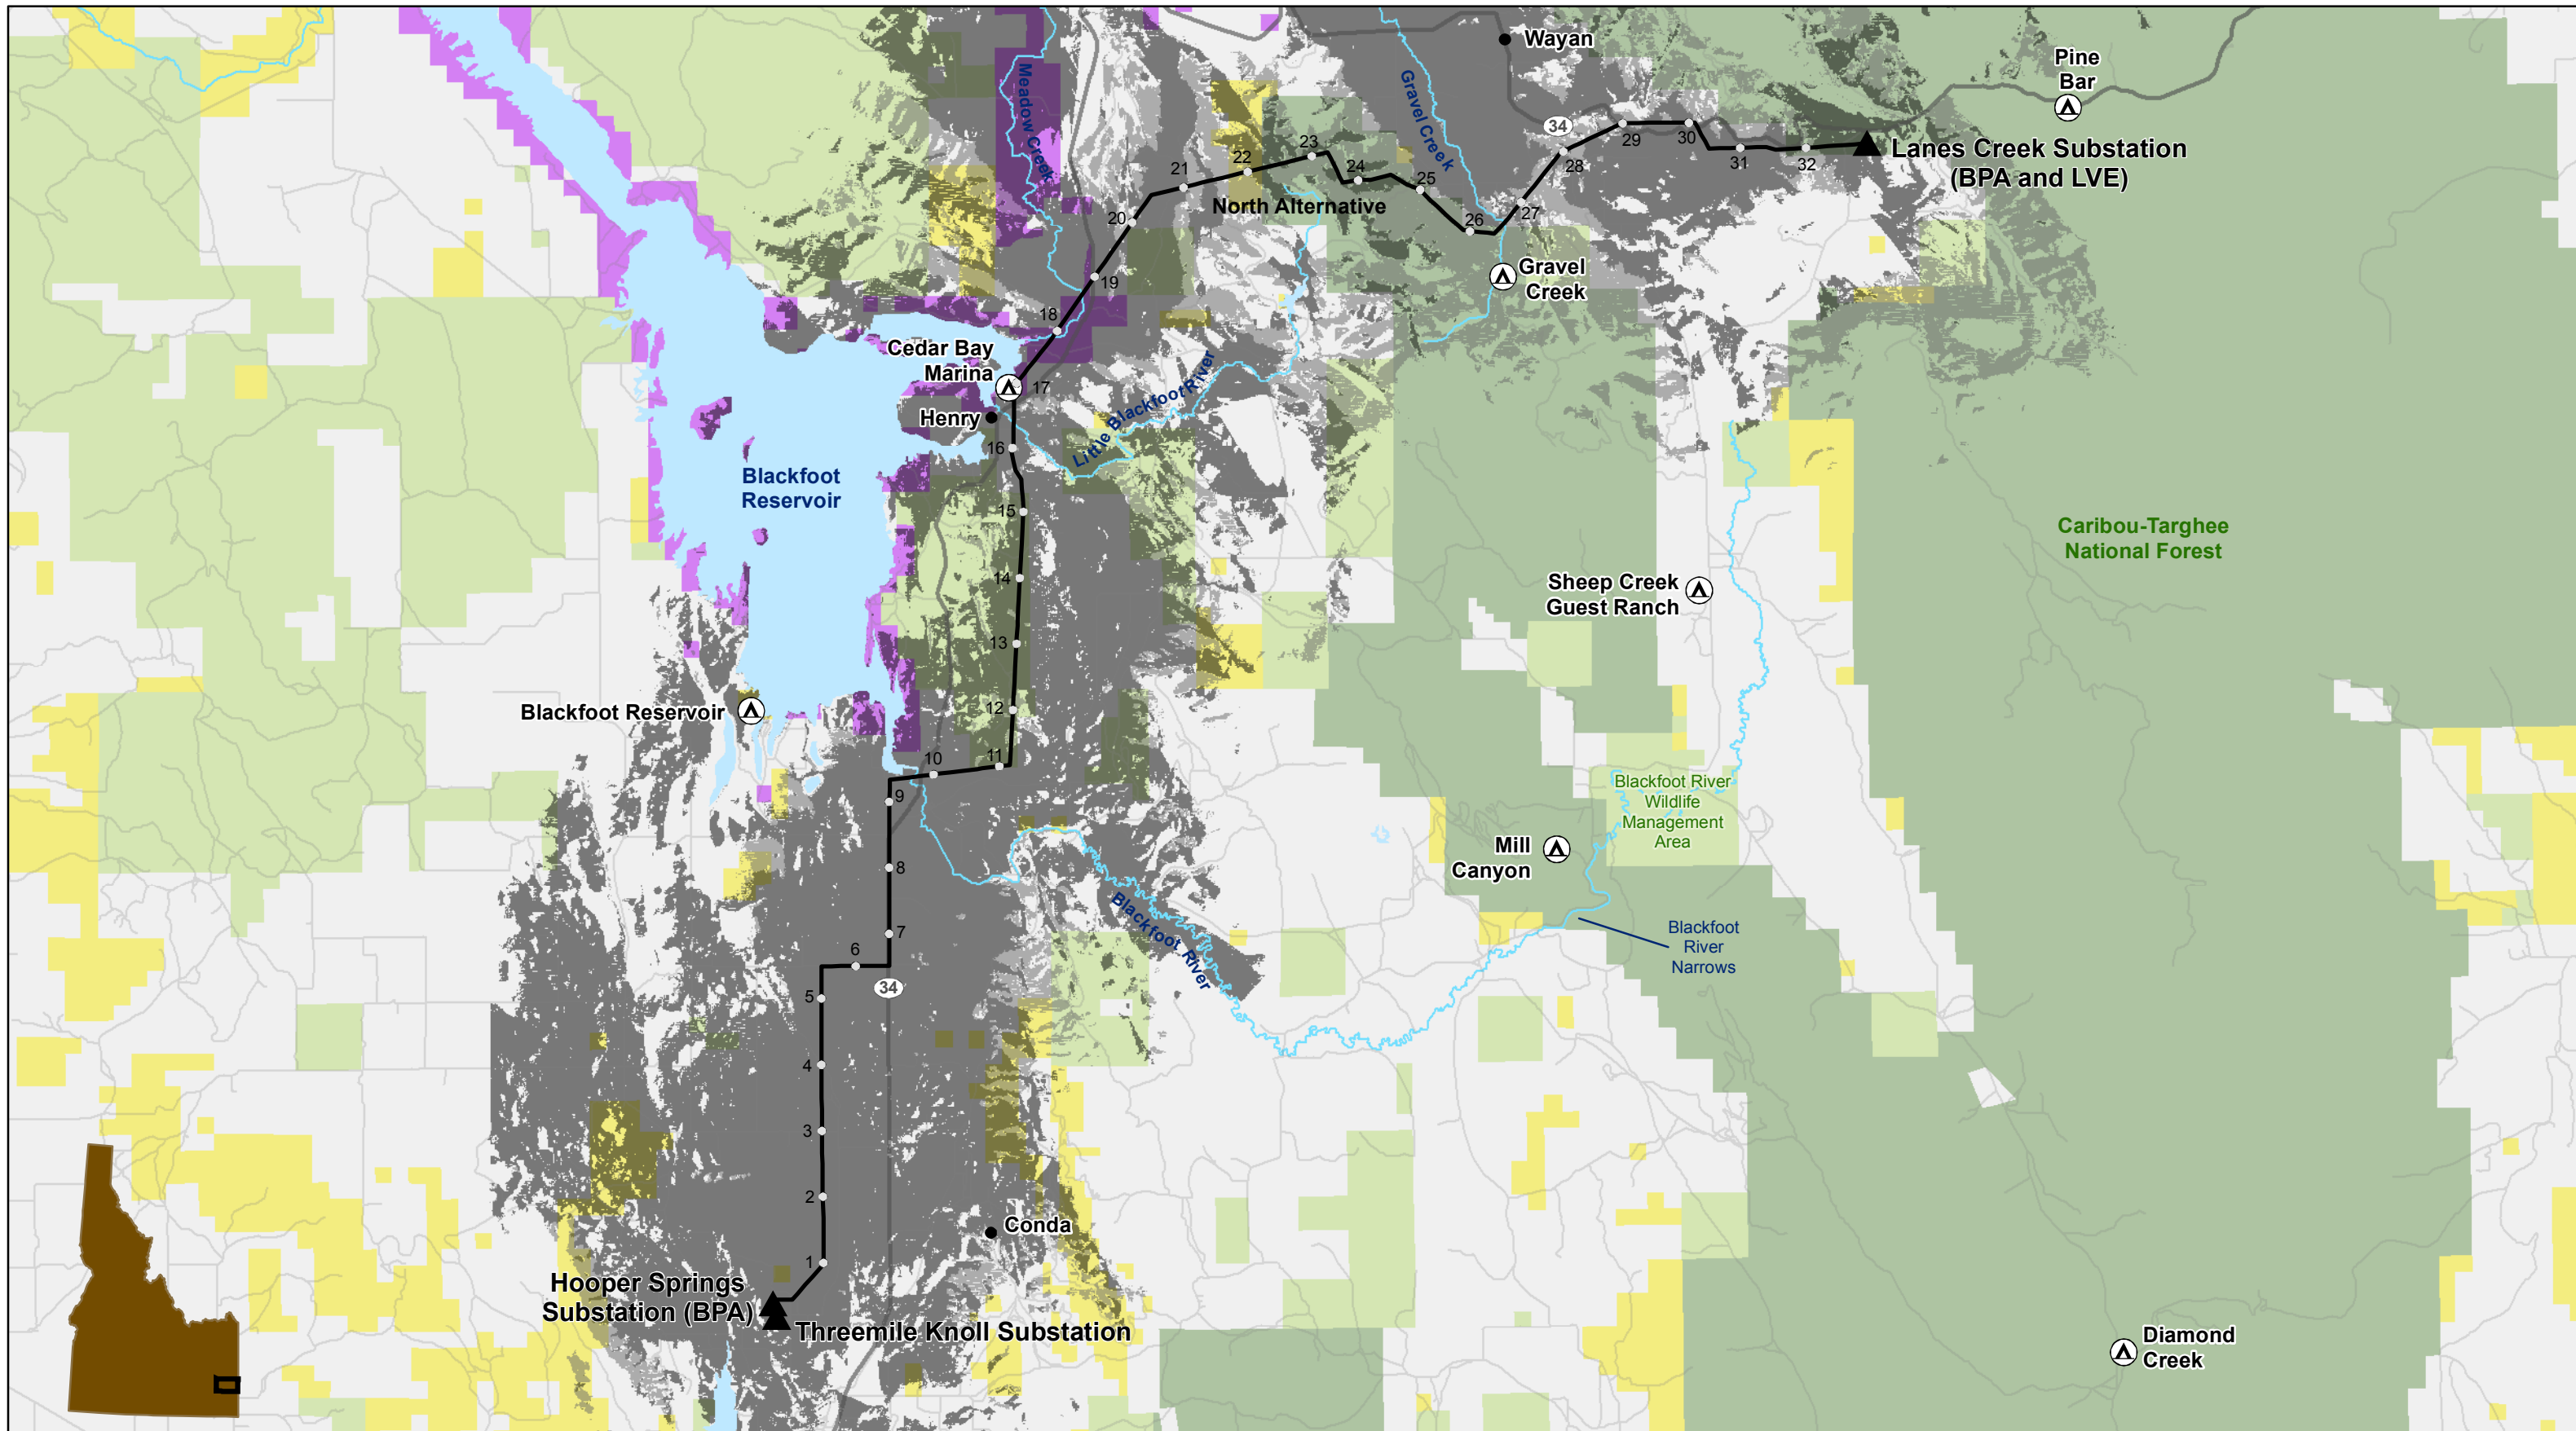 Wayan
Pine
Bar
Meadow Creek
Gravel Creek
34
Lanes Creek Substation
(BPA and LVE)
23
29
30
31
32
28
22
24
21
25
North Alternative
27
20
26
Gravel
Creek
19
18
Cedar Bay
Marina
17
Henry
Little Blackfoot River
16
Blackfoot
Reservoir
15
Caribou-Targhee
National Forest
14
Sheep Creek
Guest Ranch
13
Blackfoot Reservoir
12
11
10
9
Blackfoot River
Wildlife
Management
Area
Mill
Canyon
8
Blackfoot River
7
Blackfoot
River
Narrows
6
34
5
4
3
2
Conda
1
Hooper Springs
Substation (BPA)
Threemile Knoll Substation
Diamond
Creek